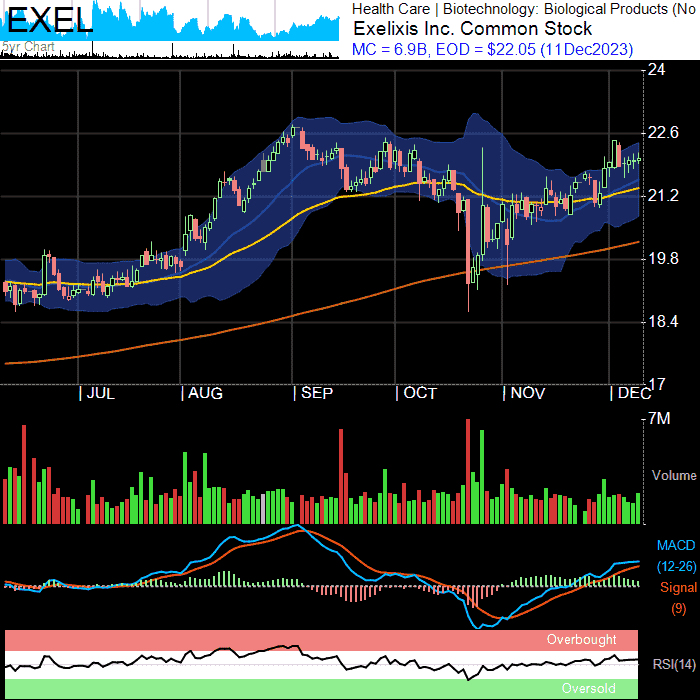 EXEL
5yr Chart
Health Care | Biotechnology: Biological Products (No
Exelixis Inc. Common Stock
MC = 6.9B, EOD = $22.05 (11Dec2023)
24
22.6
21.2
19.8
18.4
17
| JUL | AUG | SEP | OCT | NOV | DEC
7M
Volume
MACD
(12-26)
Signal
(9)
Overbought
RSI(14)
Oversold